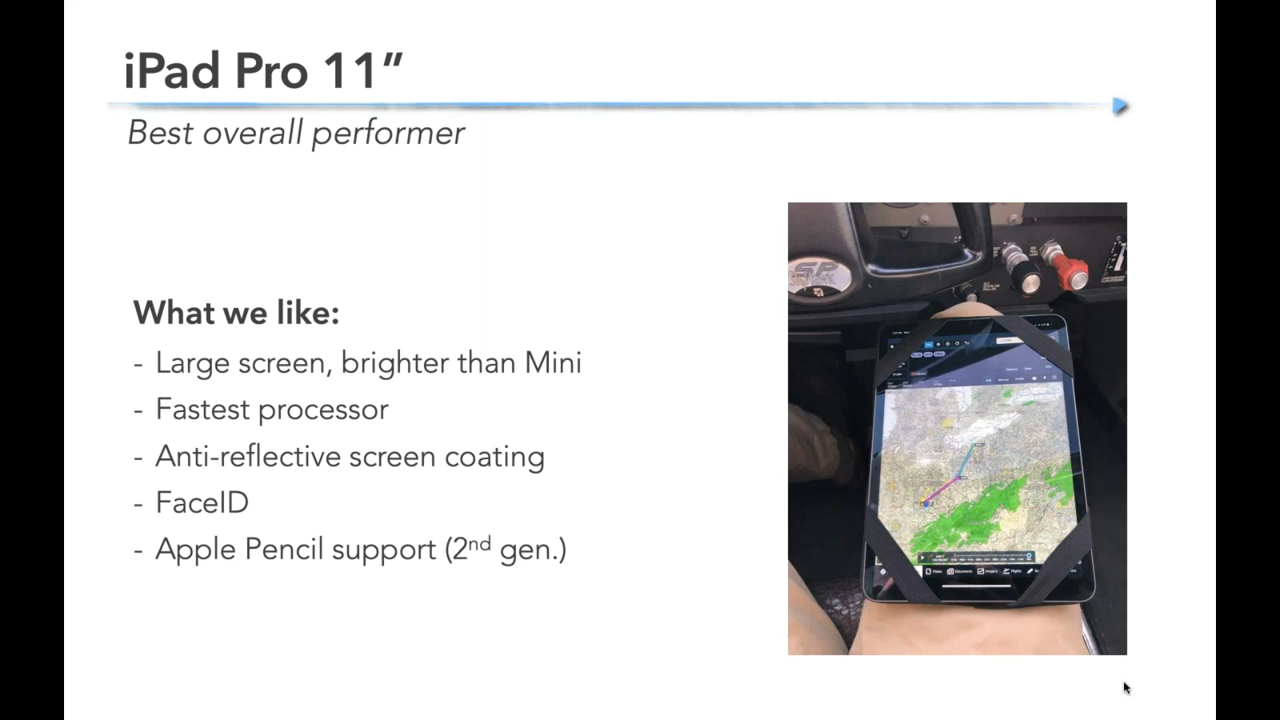 iPad Pro 11”
Best overall performer
What we like:
- Large screen, brighter than Mini
- Fastest processor
- Anti-reflective screen coating
- FaceID
- Apple Pencil support (2nd gen.)